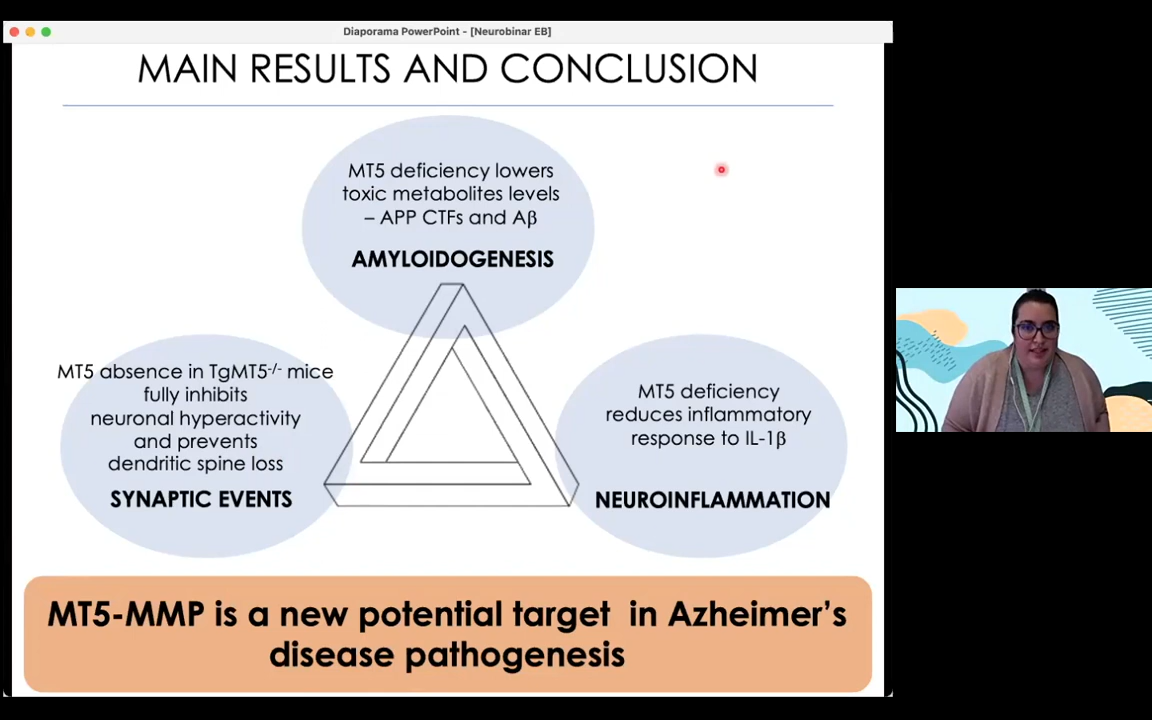 Diaporama PowerPoint - [Neurobinar EB]
MAIN RESULTS AND CONCLUSION
MT5 deficiency lowers
toxic metabolites levels
– APP CTFs and Aβ
AMYLOIDOGENESIS
MT5 absence in TgMT5-/- mice
fully inhibits
neuronal hyperactivity
and prevents
dendritic spine loss
SYNAPTIC EVENTS
MT5 deficiency
reduces inflammatory
response to IL-1β
NEUROINFLAMMATION
MT5-MMP is a new potential target in Azheimer's
disease pathogenesis